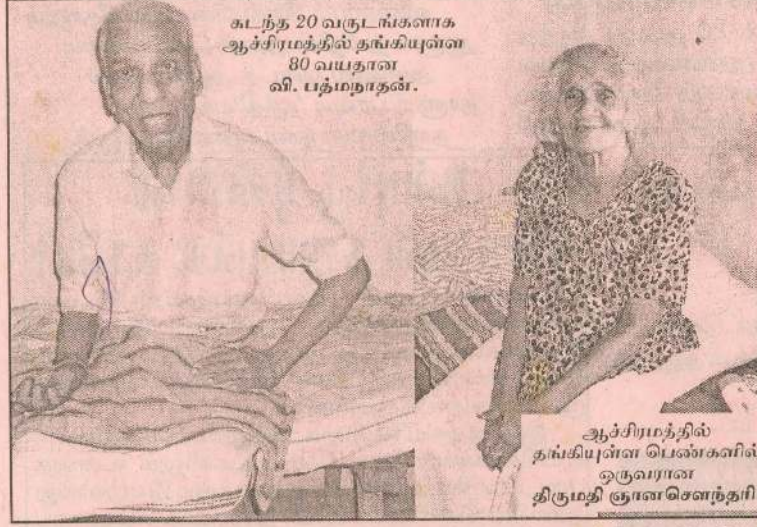 கடந்த 20 வருடங்களாக
ஆச்சிரமத்தில் தங்கியுள்ள
80 வயதான
வி. பத்மநாதன்.
ஆச்சிரமத்தில்
தங்கியுள்ள பெண்களில்
ஒருவரான
திருமதி ஞானசௌந்தரி